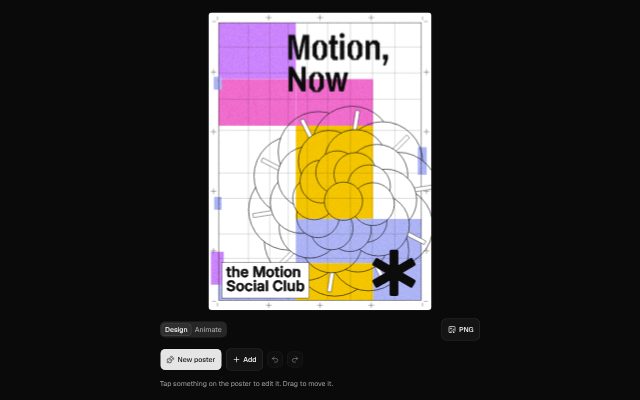 Motion,
Now
the Motion
Social Club
Design Animate
PNG
New poster
Add
Tap something on the poster to edit it. Drag to move it.